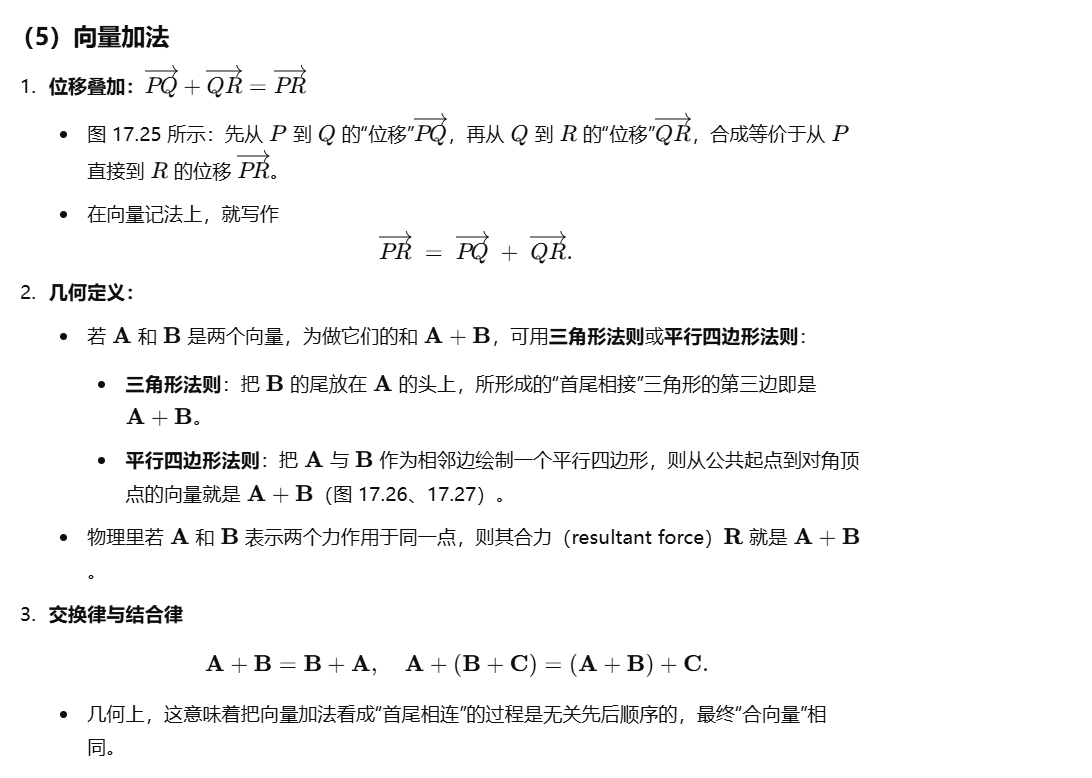 （5）向量加法
1. 位移叠加：$\overrightarrow{PQ} + \overrightarrow{QR} = \overrightarrow{PR}$
• 图 17.25 所示：先从 $P$ 到 $Q$ 的“位移”$\overrightarrow{PQ}$，再从 $Q$ 到 $R$ 的“位移”$\overrightarrow{QR}$，合成等价于从 $P$
直接到 $R$ 的位移 $\overrightarrow{PR}$。
• 在向量记法上，就写作
$\overrightarrow{PR} = \overrightarrow{PQ} + \overrightarrow{QR}.$
2. 几何定义：
• 若 $\mathbf{A}$ 和 $\mathbf{B}$ 是两个向量，为做它们的和 $\mathbf{A} + \mathbf{B}$，可用三角形法则或平行四边形法则：
• 三角形法则：把 $\mathbf{B}$ 的尾放在 $\mathbf{A}$ 的头上，所形成的“首尾相接”三角形的第三边即是
$\mathbf{A} + \mathbf{B}$。
• 平行四边形法则：把 $\mathbf{A}$ 与 $\mathbf{B}$ 作为相邻边绘制一个平行四边形，则从公共起点到对角顶
点的向量就是 $\mathbf{A} + \mathbf{B}$（图 17.26、17.27）。
• 物理里若 $\mathbf{A}$ 和 $\mathbf{B}$ 表示两个力作用于同一点，则其合力（resultant force）$\mathbf{R}$ 就是 $\mathbf{A} + \mathbf{B}$
。
3. 交换律与结合律
$\mathbf{A} + \mathbf{B} = \mathbf{B} + \mathbf{A}, \quad \mathbf{A} + (\mathbf{B} + \mathbf{C}) = (\mathbf{A} + \mathbf{B}) + \mathbf{C}.$
• 几何上，这意味着把向量加法看成“首尾相连”的过程是无关先后顺序的，最终“合向量”相
同。